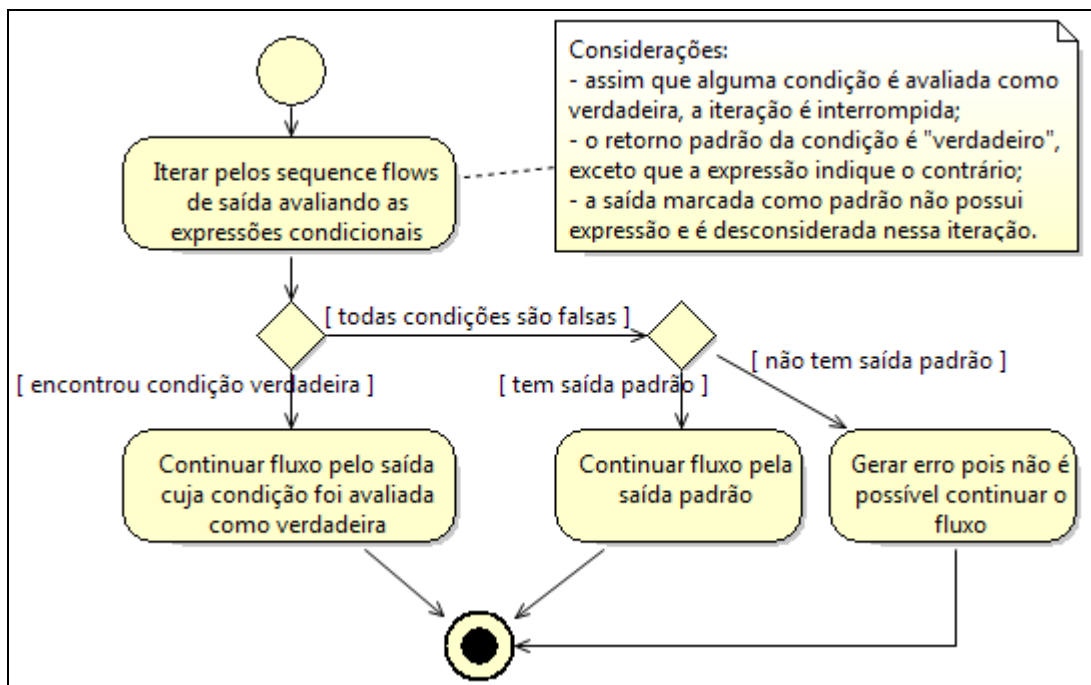 Considerações:
- assim que alguma condição é avaliada como
verdadeira, a iteração é interrompida;
- o retorno padrão da condição é "verdadeiro",
exceto que a expressão indique o contrário;
- a saída marcada como padrão não possui
expressão e é desconsiderada nessa iteração.
Iterar pelos sequence flows
de saída avaliando as
expressões condicionais
[ todas condições são falsas ]
[ não tem saída padrão ]
[ encontrou condição verdadeira ]
[ tem saída padrão ]
Continuar fluxo pelo saída
cuja condição foi avaliada
como verdadeira
Continuar fluxo pela
saída padrão
Gerar erro pois não é
possível continuar o
fluxo